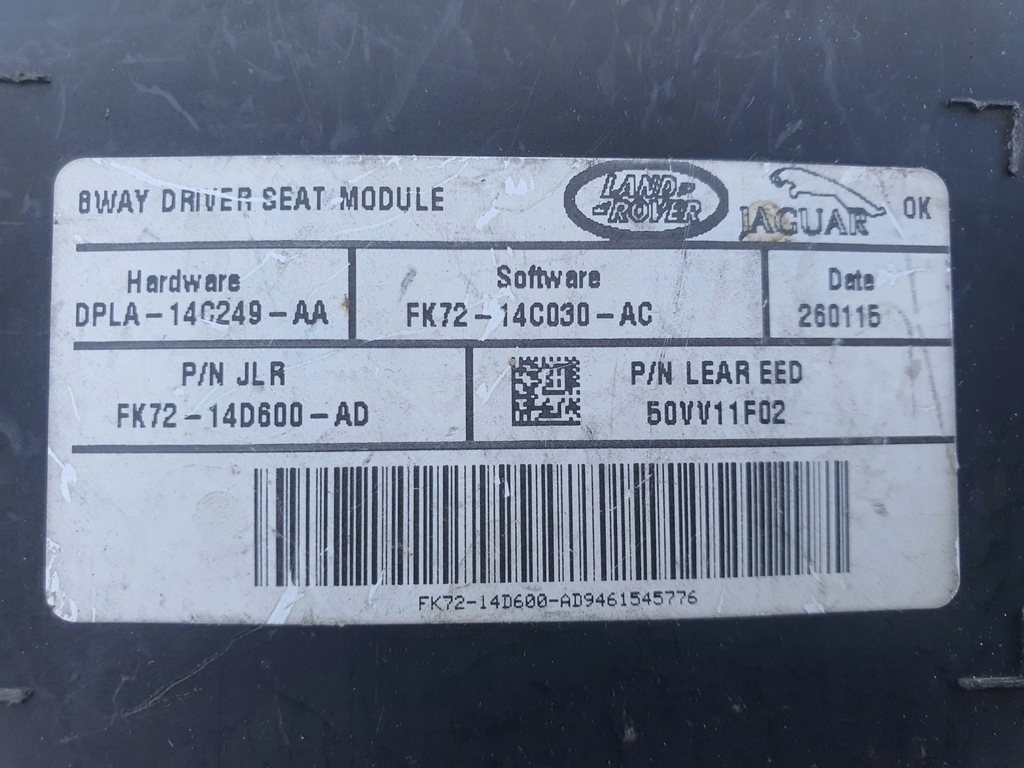 8WAY DRIVER SEAT MODULE
LAND-
-ROVER
JAGUAR
OK
Hardware
DPLA-14C249-AA
Software
FK72-14C030-AC
Date
260115
P/N JLR
FK72-14D600-AD
P/N LEAR EED
50VV11F02
FK72-14D600-AD9461545776